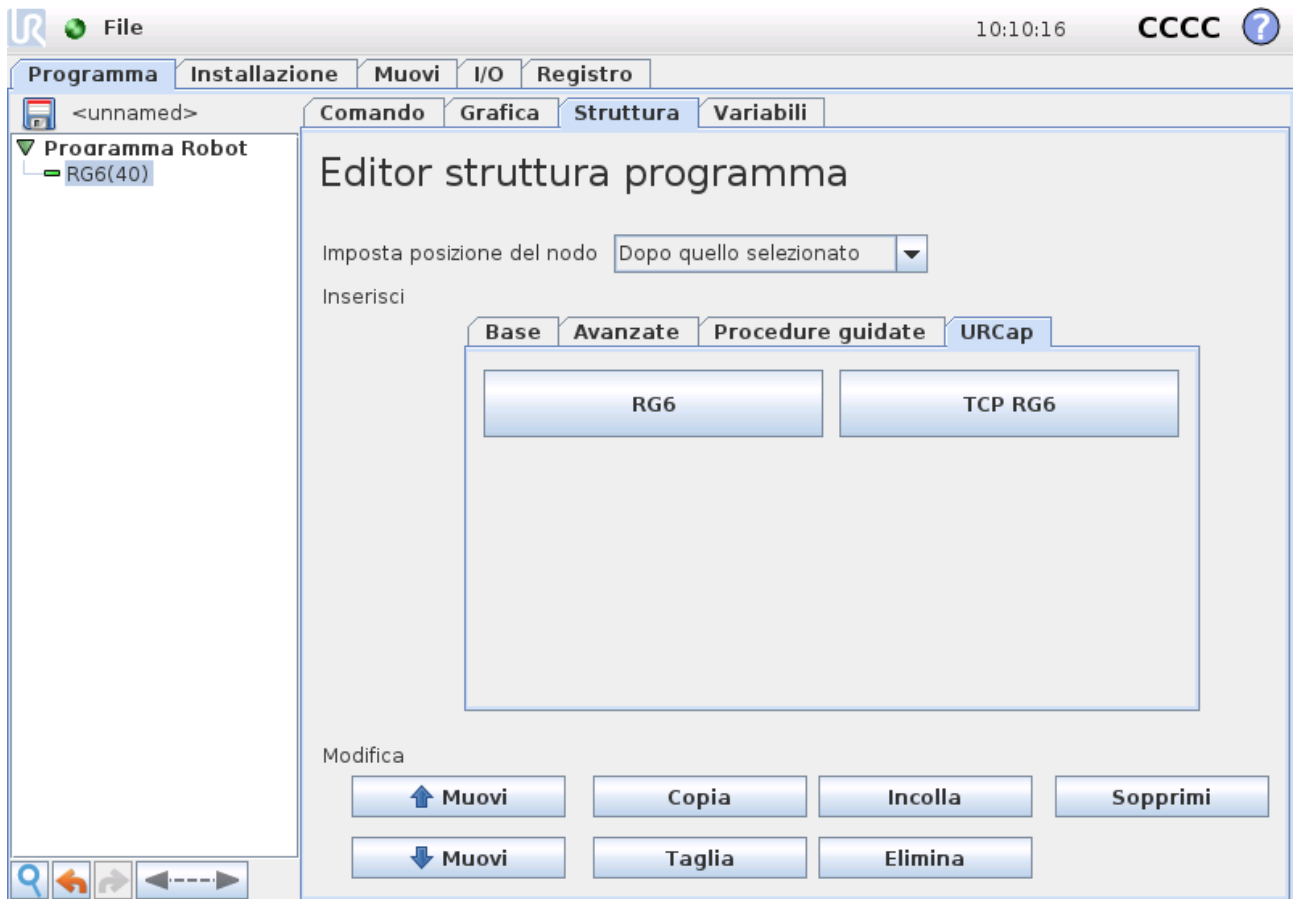 UR File 10:10:16 CCCC ?
Programma Installazione Muovi I/O Registro
<unnamed> Comando Grafica Struttura Variabili
Programma Robot
RG6(40)
Editor struttura programma
Imposta posizione del nodo Dopo quello selezionato
Inserisci
Base Avanzate Procedure guidate URCap
RG6 TCP RG6
Modifica
Muovi Copia Incolla Sopprimi
Muovi Taglia Elimina